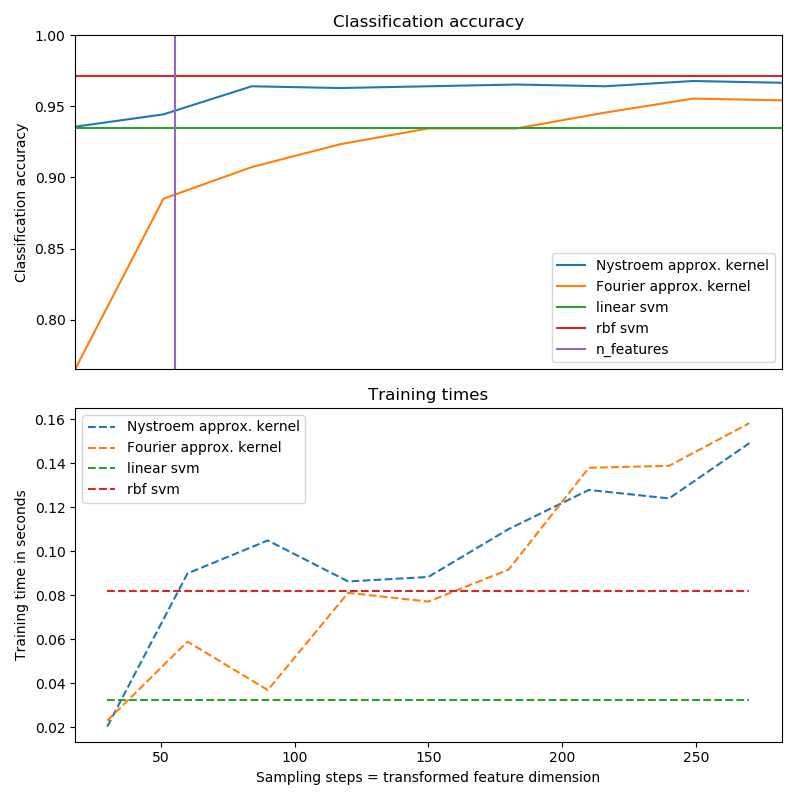 Classification accuracy
1.00
0.95
0.90
0.85
0.80
Classification accuracy
Nystroem approx. kernel
Fourier approx. kernel
linear svm
rbf svm
n_features
Training times
0.16
0.14
0.12
0.10
0.08
0.06
0.04
0.02
Training time in seconds
Nystroem approx. kernel
Fourier approx. kernel
linear svm
rbf svm
50 100 150 200 250
Sampling steps = transformed feature dimension